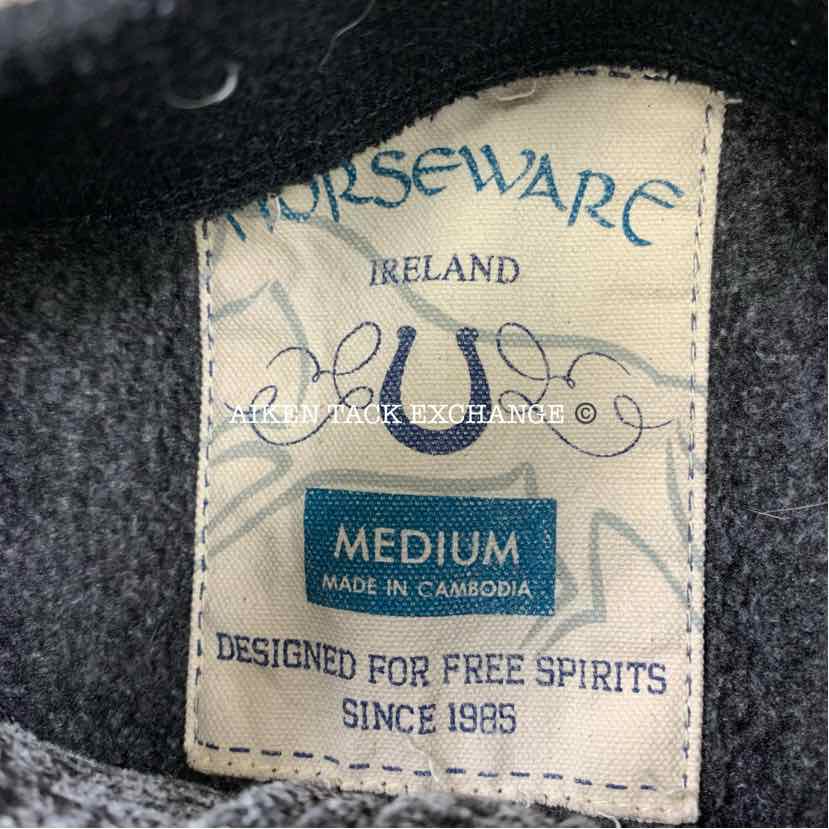 HORSEWARE
IRELAND
AIKEN TACK EXCHANGE ©
MEDIUM
MADE IN CAMBODIA
DESIGNED FOR FREE SPIRITS
SINCE 1985